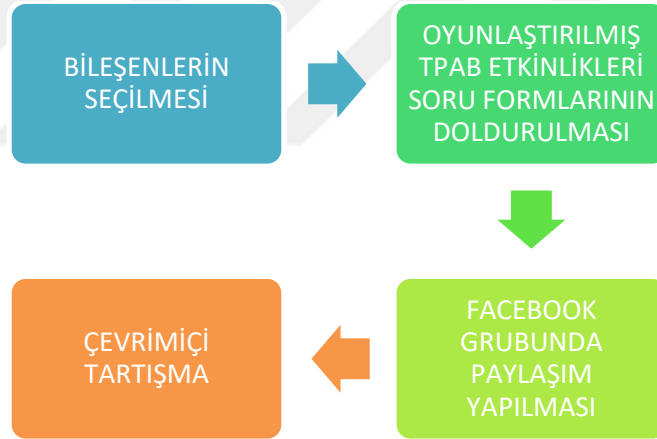 BİLEŞENLERİN
SEÇİLMESİ
OYUNLAŞTIRILMIŞ
TPAB ETKİNLİKLERİ
SORU FORMLARININ
DOLDURULMASI
FACEBOOK
GRUBUNDA
PAYLAŞIM
YAPILMASI
ÇEVRİMİÇİ
TARTIŞMA